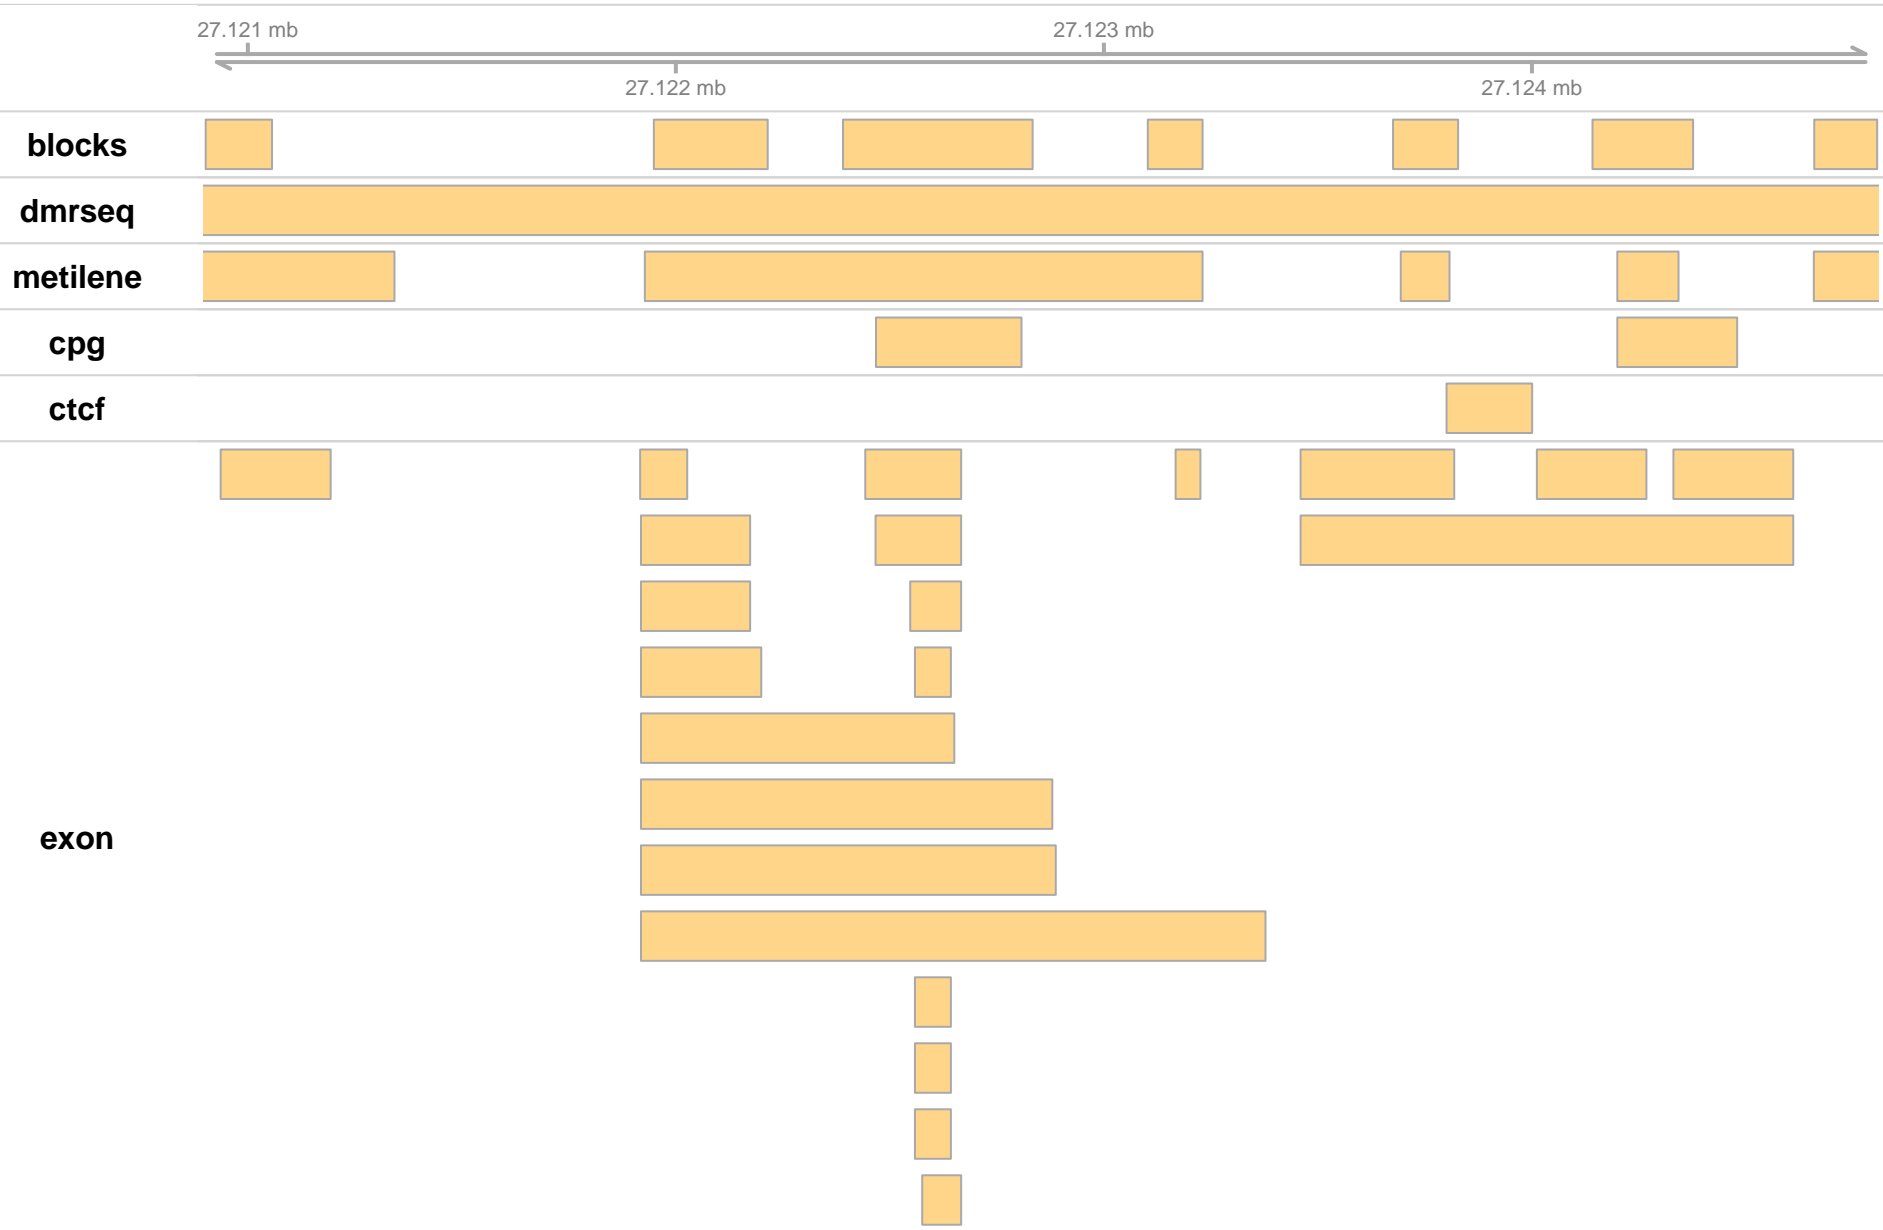 27.121 mb
27.123 mb
27.122 mb
27.124 mb
blocks
dmrseq
metilene
cpg
ctcf
exon